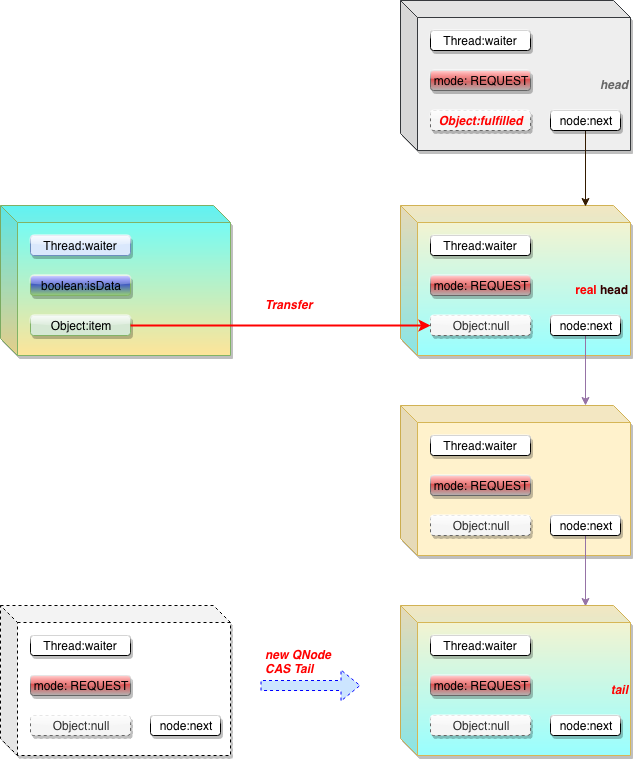 Thread:waiter
mode: REQUEST
head
Object:fulfilled
node:next
Thread:waiter
boolean:isData
Object:item
Transfer
Thread:waiter
mode: REQUEST
real head
Object:null
node:next
Thread:waiter
mode: REQUEST
Object:null
node:next
Thread:waiter
mode: REQUEST
Object:null
node:next
new QNode
CAS Tail
Thread:waiter
mode: REQUEST
tail
Object:null
node:next